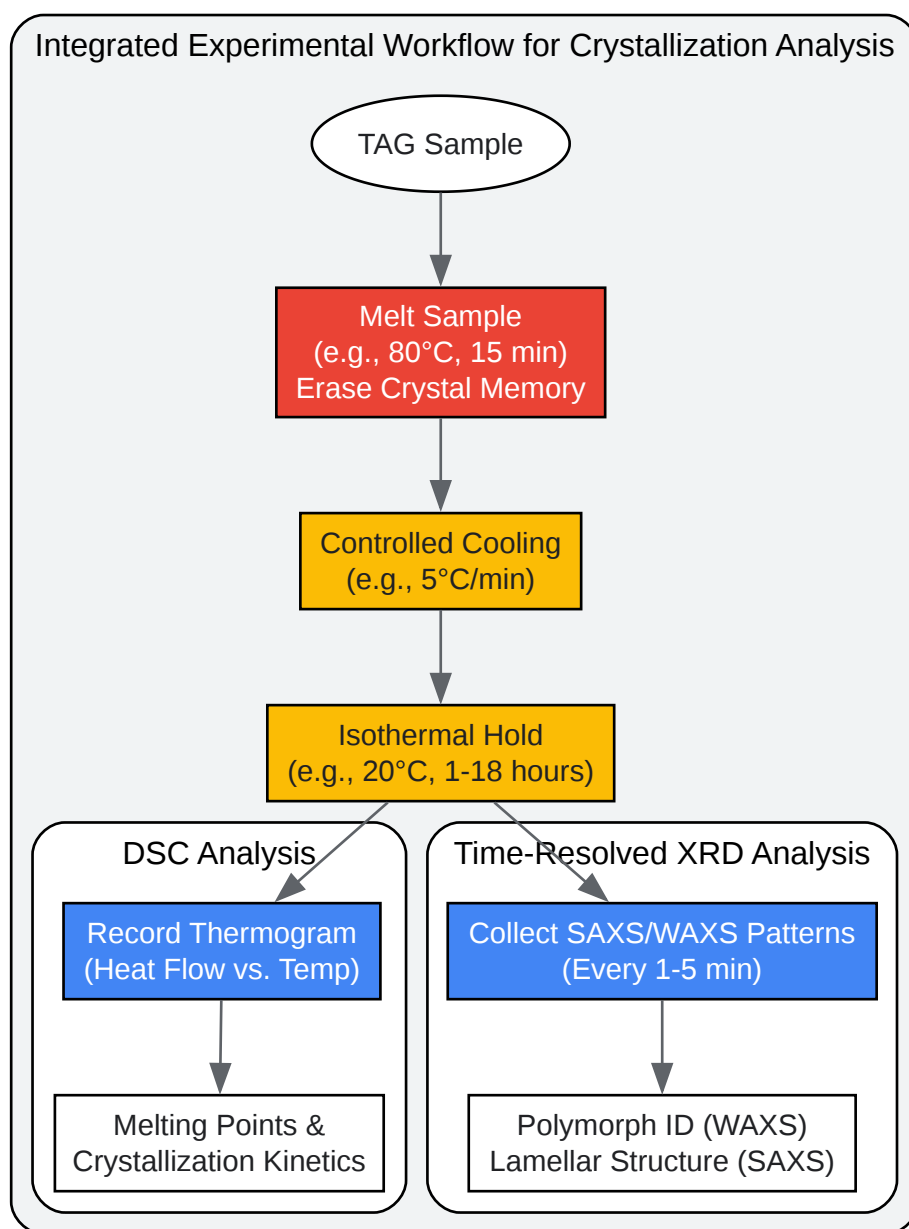 Integrated Experimental Workflow for Crystallization Analysis
TAG Sample
Melt Sample
(e.g., 80°C, 15 min)
Erase Crystal Memory
Controlled Cooling
(e.g., 5°C/min)
Isothermal Hold
(e.g., 20°C, 1-18 hours)
DSC Analysis
Record Thermogram
(Heat Flow vs. Temp)
Melting Points &
Crystallization Kinetics
Time-Resolved XRD Analysis
Collect SAXS/WAXS Patterns
(Every 1-5 min)
Polymorph ID (WAXS)
Lamellar Structure (SAXS)